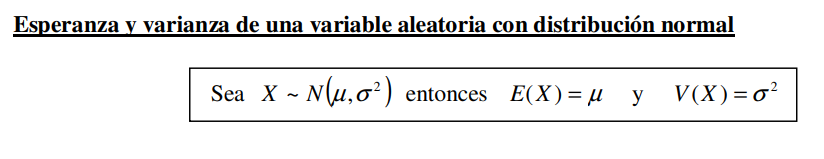 Esperanza y varianza de una variable aleatoria con distribución normal
Sea X ~ N(μ,σ²) entonces E(X) = μ y V(X) = σ²